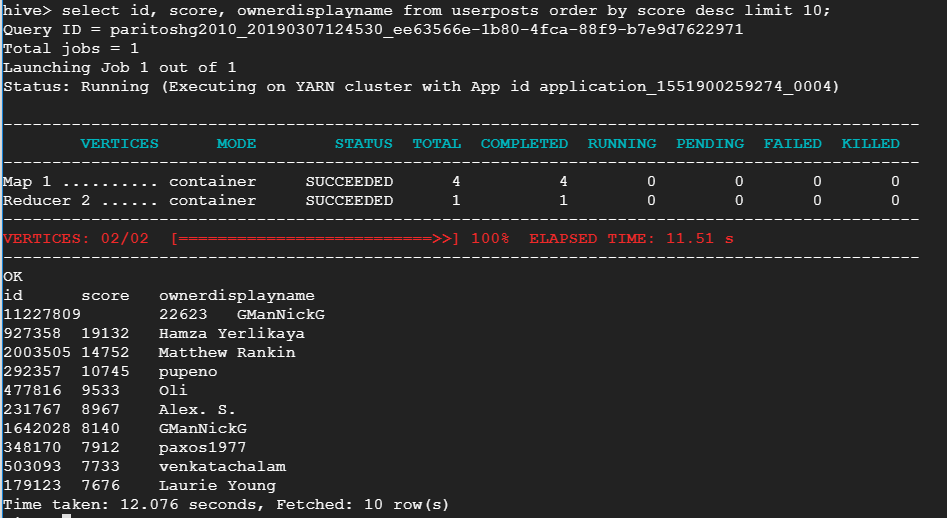 hive> select id, score, ownerdisplayname from userposts order by score desc limit 10;
Query ID = paritoshg2010_20190307124530_ee63566e-1b80-4fca-88f9-b7e9d7622971
Total jobs = 1
Launching Job 1 out of 1
Status: Running (Executing on YARN cluster with App id application_1551900259274_0004)
----------------------------------------------------------------------------------------------
VERTICES MODE STATUS TOTAL COMPLETED RUNNING PENDING FAILED KILLED
----------------------------------------------------------------------------------------------
Map 1 .......... container SUCCEEDED 4 4 0 0 0 0
Reducer 2 ...... container SUCCEEDED 1 1 0 0 0 0
----------------------------------------------------------------------------------------------
VERTICES: 02/02 [==========================>>] 100% ELAPSED TIME: 11.51 s
----------------------------------------------------------------------------------------------
OK
id score ownerdisplayname
11227809 22623 GManNickG
927358 19132 Hamza Yerlikaya
2003505 14752 Matthew Rankin
292357 10745 pupeno
477816 9533 Oli
231767 8967 Alex. S.
1642028 8140 GManNickG
348170 7912 paxos1977
503093 7733 venkatachalam
179123 7676 Laurie Young
Time taken: 12.076 seconds, Fetched: 10 row(s)